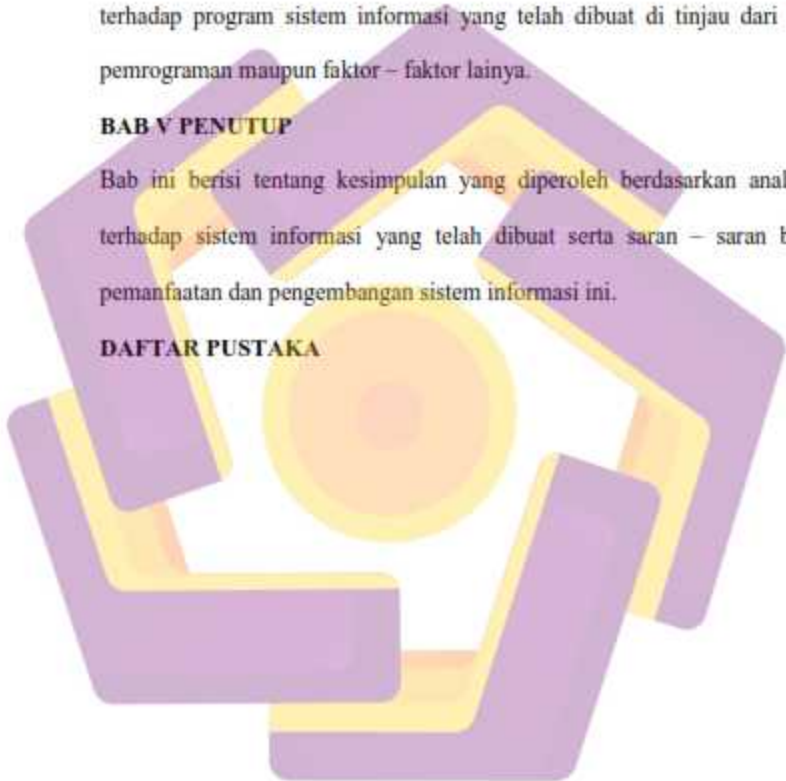 terhadap program sistem informasi yang telah dibuat di tinjau dari
pemrograman maupun faktor – faktor lainya.
BAB V PENUTUP
Bab ini berisi tentang kesimpulan yang diperoleh berdasarkan
terhadap sistem informasi yang telah dibuat serta saran – saran
pemanfaatan dan pengembangan sistem informasi ini.
DAFTAR PUSTAKA